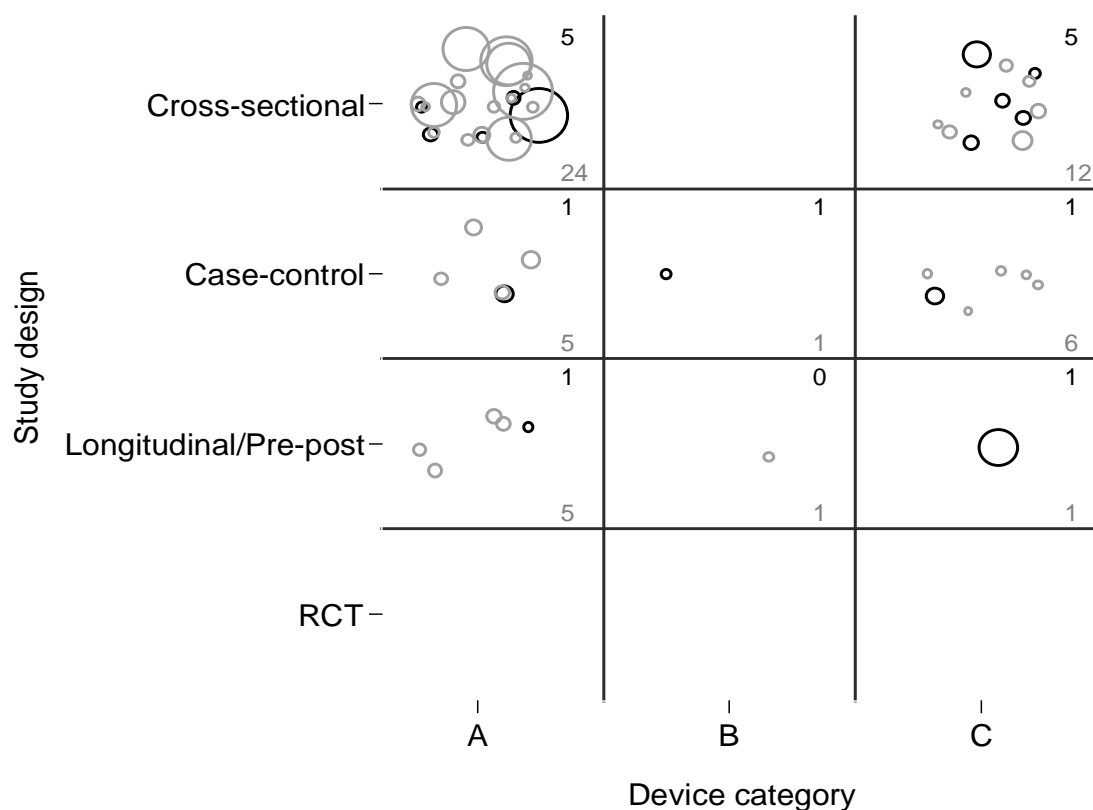 5
5
Cross-sectional
24
12
1
1
1
Case-control
5
1
6
1
0
1
Longitudinal/Pre-post
5
1
1
RCT
Study design
A
B
C
Device category